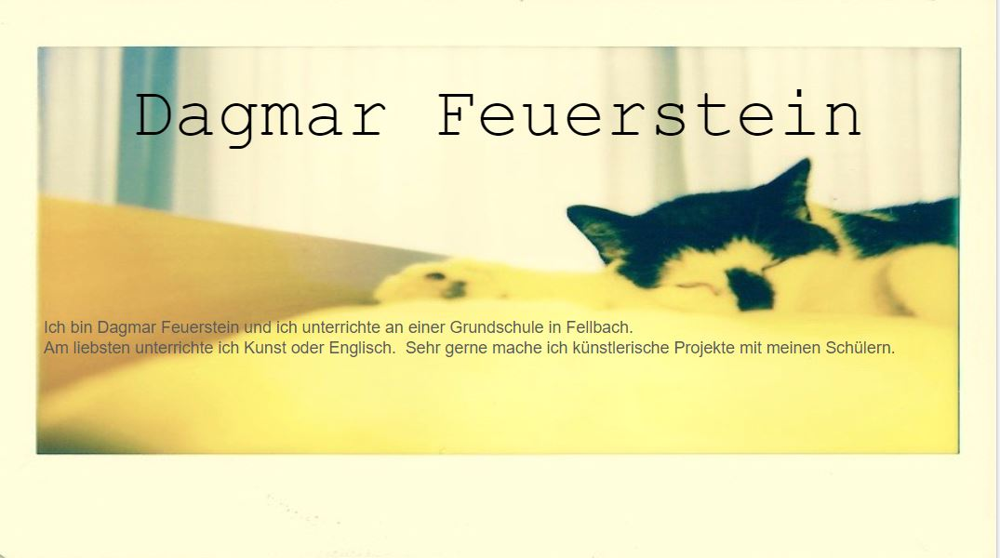 Dagmar Feuerstein
Ich bin Dagmar Feuerstein und ich unterrichte an einer Grundschule in Fellbach.
Am liebsten unterrichte ich Kunst oder Englisch.  Sehr gerne mache ich künstlerische Projekte mit meinen Schülern.